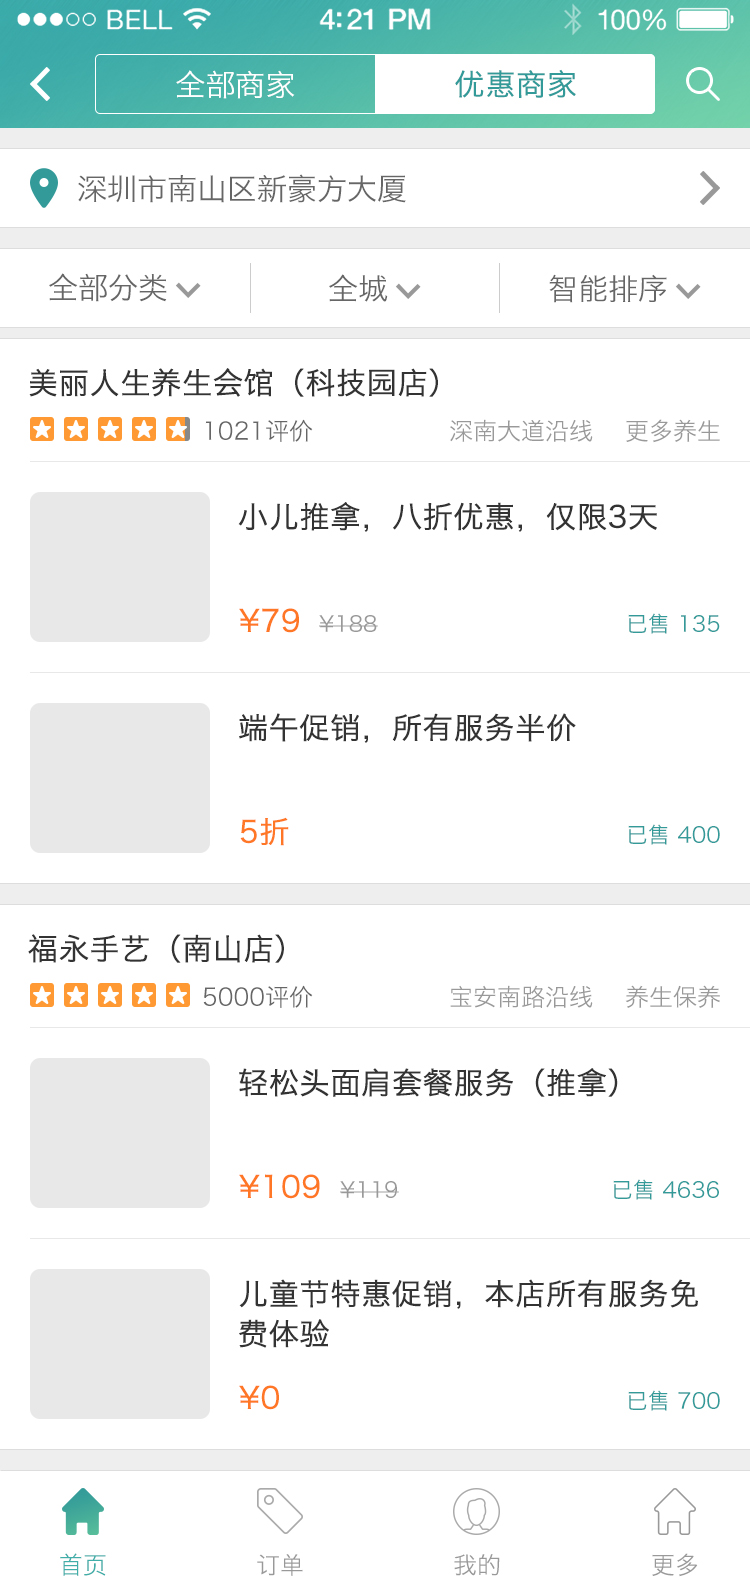 BELL 4:21 PM 100%
全部商家 优惠商家
深圳市南山区新豪方大厦
全部分类 全城 智能排序
美丽人生养生会馆（科技园店）
1021评价 深南大道沿线 更多养生
小儿推拿，八折优惠，仅限3天
¥79 ¥188 已售 135
端午促销，所有服务半价
5折 已售 400
福永手艺（南山店）
5000评价 宝安南路沿线 养生保养
轻松头面肩套餐服务（推拿）
¥109 ¥119 已售 4636
儿童节特惠促销，本店所有服务免
费体验
¥0 已售 700
首页 订单 我的 更多